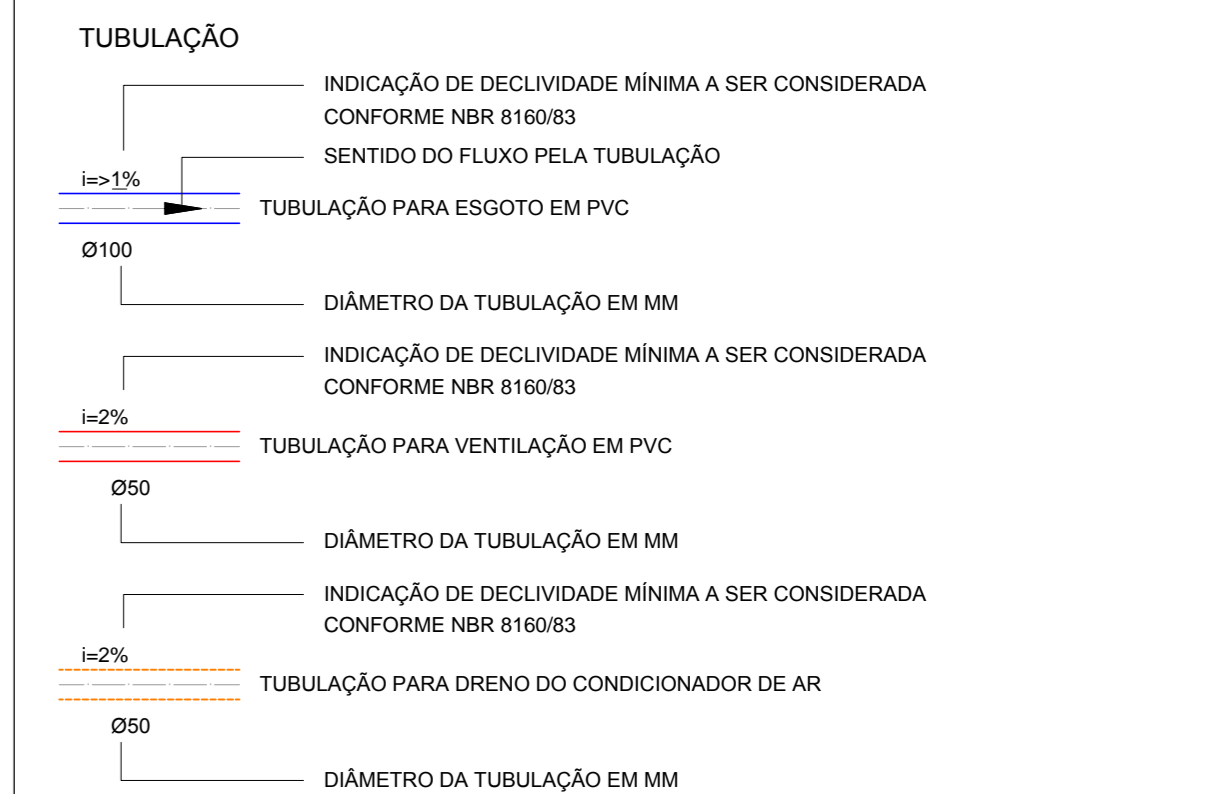 TUBULAÇÃO
INDICAÇÃO DE DECLIVIDADE MÍNIMA A SER CONSIDERADA
CONFORME NBR 8160/83
SENTIDO DO FLUXO PELA TUBULAÇÃO
i=>1%
TUBULAÇÃO PARA ESGOTO EM PVC
Ø100
DIÂMETRO DA TUBULAÇÃO EM MM
INDICAÇÃO DE DECLIVIDADE MÍNIMA A SER CONSIDERADA
CONFORME NBR 8160/83
i=2%
TUBULAÇÃO PARA VENTILAÇÃO EM PVC
Ø50
DIÂMETRO DA TUBULAÇÃO EM MM
INDICAÇÃO DE DECLIVIDADE MÍNIMA A SER CONSIDERADA
CONFORME NBR 8160/83
i=2%
TUBULAÇÃO PARA DRENO DO CONDICIONADOR DE AR
Ø50
DIÂMETRO DA TUBULAÇÃO EM MM